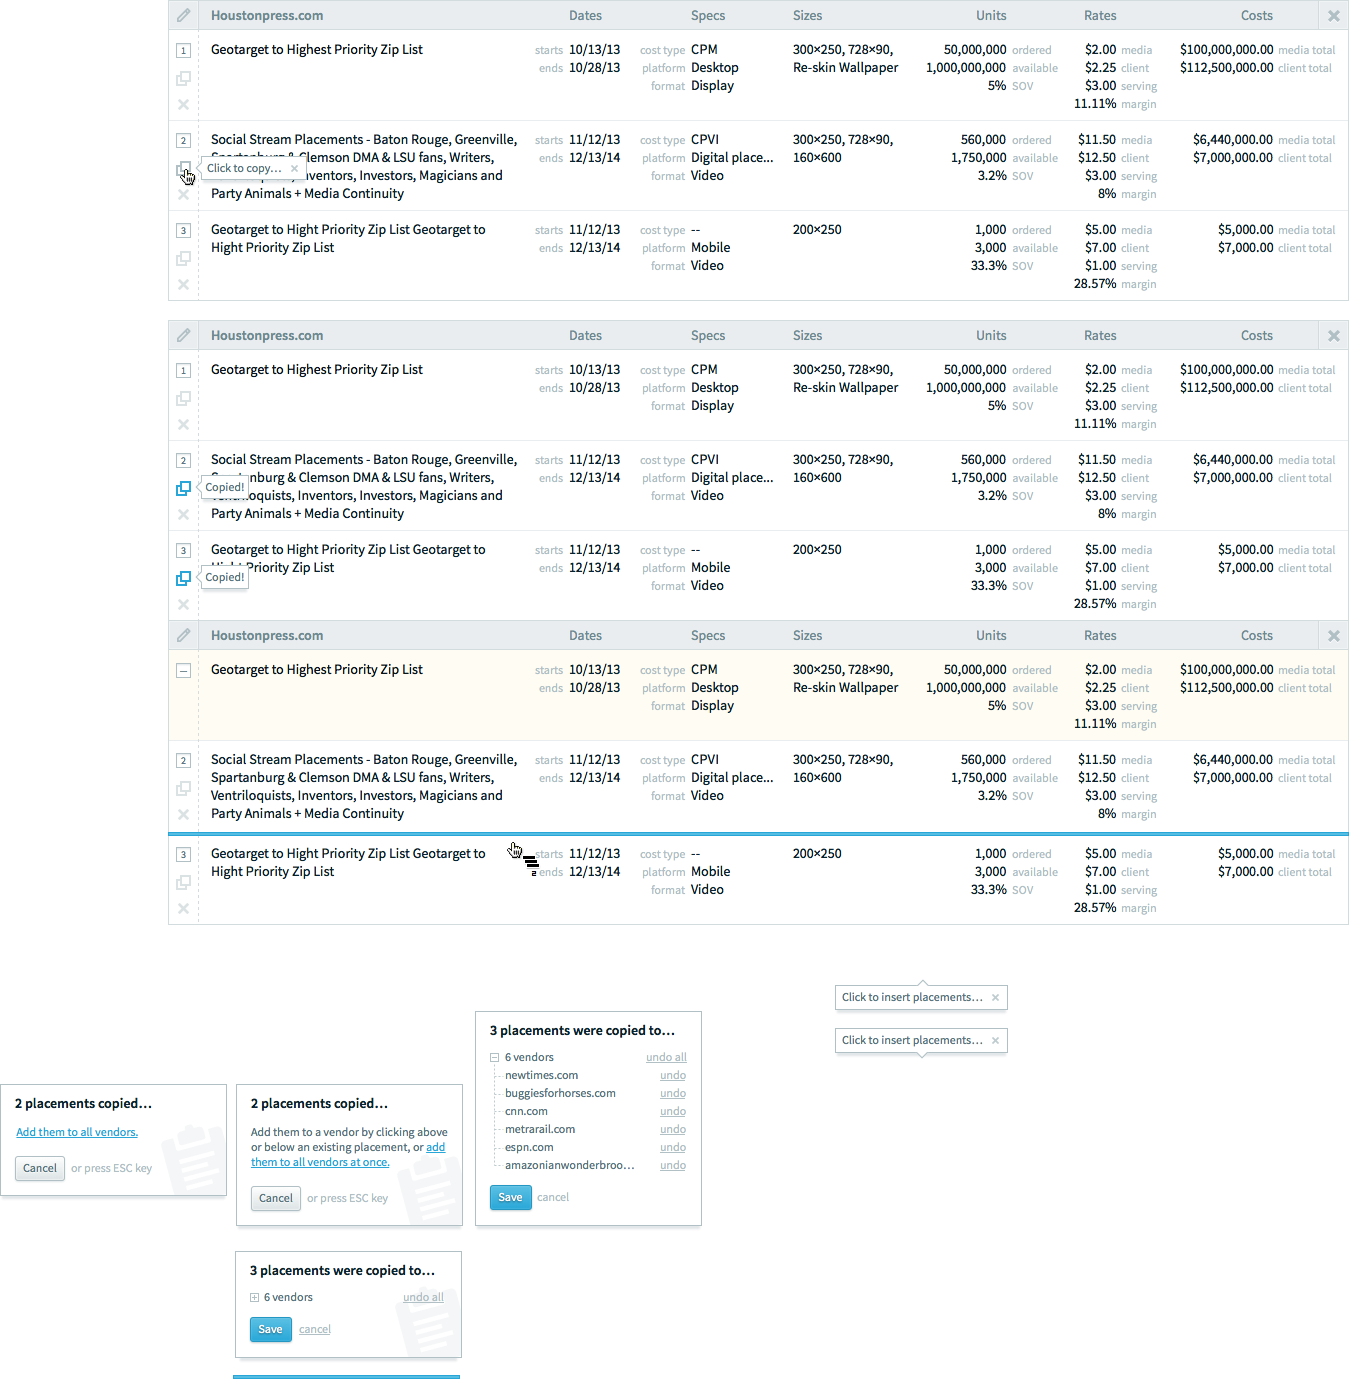 Houstonpress.com Dates Specs Sizes Units Rates Costs
1 Geotarget to Highest Priority Zip List starts 10/13/13 cost type CPM 300×250, 728×90, 50,000,000 ordered $2.00 media $100,000,000.00 media total
ends 10/28/13 platform Desktop Re-skin Wallpaper 1,000,000,000 available $2.25 client $112,500,000.00 client total
format Display 5% SOV $3.00 serving
11.11% margin
2 Social Stream Placements - Baton Rouge, Greenville, starts 11/12/13 cost type CPVI 300×250, 728×90, 560,000 ordered $11.50 media $6,440,000.00 media total
Clemson DMA & LSU fans, Writers, ends 12/13/14 platform Digital place... 160×600 1,750,000 available $12.50 client $7,000,000.00 client total
Click to copy...
Inventors, Investors, Magicians and format Video 3.2% SOV $3.00 serving
Party Animals + Media Continuity 8% margin
3 Geotarget to Hight Priority Zip List Geotarget to starts 11/12/13 cost type -- 200×250 1,000 ordered $5.00 media $5,000.00 media total
Hight Priority Zip List ends 12/13/14 platform Mobile 3,000 available $7.00 client $7,000.00 client total
format Video 33.3% SOV $1.00 serving
28.57% margin
Houstonpress.com Dates Specs Sizes Units Rates Costs
1 Geotarget to Highest Priority Zip List starts 10/13/13 cost type CPM 300×250, 728×90, 50,000,000 ordered $2.00 media $100,000,000.00 media total
ends 10/28/13 platform Desktop Re-skin Wallpaper 1,000,000,000 available $2.25 client $112,500,000.00 client total
format Display 5% SOV $3.00 serving
11.11% margin
2 Social Stream Placements - Baton Rouge, Greenville, starts 11/12/13 cost type CPVI 300×250, 728×90, 560,000 ordered $11.50 media $6,440,000.00 media total
Spartanburg & Clemson DMA & LSU fans, Writers, ends 12/13/14 platform Digital place... 160×600 1,750,000 available $12.50 client $7,000,000.00 client total
Copied!
Ventriloquists, Inventors, Investors, Magicians and format Video 3.2% SOV $3.00 serving
Party Animals + Media Continuity 8% margin
3 Geotarget to Hight Priority Zip List Geotarget to starts 11/12/13 cost type -- 200×250 1,000 ordered $5.00 media $5,000.00 media total
Hight Priority Zip List ends 12/13/14 platform Mobile 3,000 available $7.00 client $7,000.00 client total
Copied!
format Video 33.3% SOV $1.00 serving
28.57% margin
Houstonpress.com Dates Specs Sizes Units Rates Costs
Geotarget to Highest Priority Zip List starts 10/13/13 cost type CPM 300×250, 728×90, 50,000,000 ordered $2.00 media $100,000,000.00 media total
ends 10/28/13 platform Desktop Re-skin Wallpaper 1,000,000,000 available $2.25 client $112,500,000.00 client total
format Display 5% SOV $3.00 serving
11.11% margin
2 Social Stream Placements - Baton Rouge, Greenville, starts 11/12/13 cost type CPVI 300×250, 728×90, 560,000 ordered $11.50 media $6,440,000.00 media total
Spartanburg & Clemson DMA & LSU fans, Writers, ends 12/13/14 platform Digital place... 160×600 1,750,000 available $12.50 client $7,000,000.00 client total
Ventriloquists, Inventors, Investors, Magicians and format Video 3.2% SOV $3.00 serving
Party Animals + Media Continuity 8% margin
3 Geotarget to Hight Priority Zip List Geotarget to starts 11/12/13 cost type -- 200×250 1,000 ordered $5.00 media $5,000.00 media total
Hight Priority Zip List 2 ends 12/13/14 platform Mobile 3,000 available $7.00 client $7,000.00 client total
format Video 33.3% SOV $1.00 serving
28.57% margin
Click to insert placements...
Click to insert placements...
3 placements were copied to...
6 vendors undo all
newtimes.com undo
buggiesforhorses.com undo
cnn.com undo
metrarail.com undo
espn.com undo
amazonianwonderbroo... undo
Save cancel
2 placements copied...
Add them to all vendors.
Cancel or press ESC key
2 placements copied...
Add them to a vendor by clicking above
or below an existing placement, or add
them to all vendors at once.
Cancel or press ESC key
3 placements were copied to...
6 vendors undo all
Save cancel